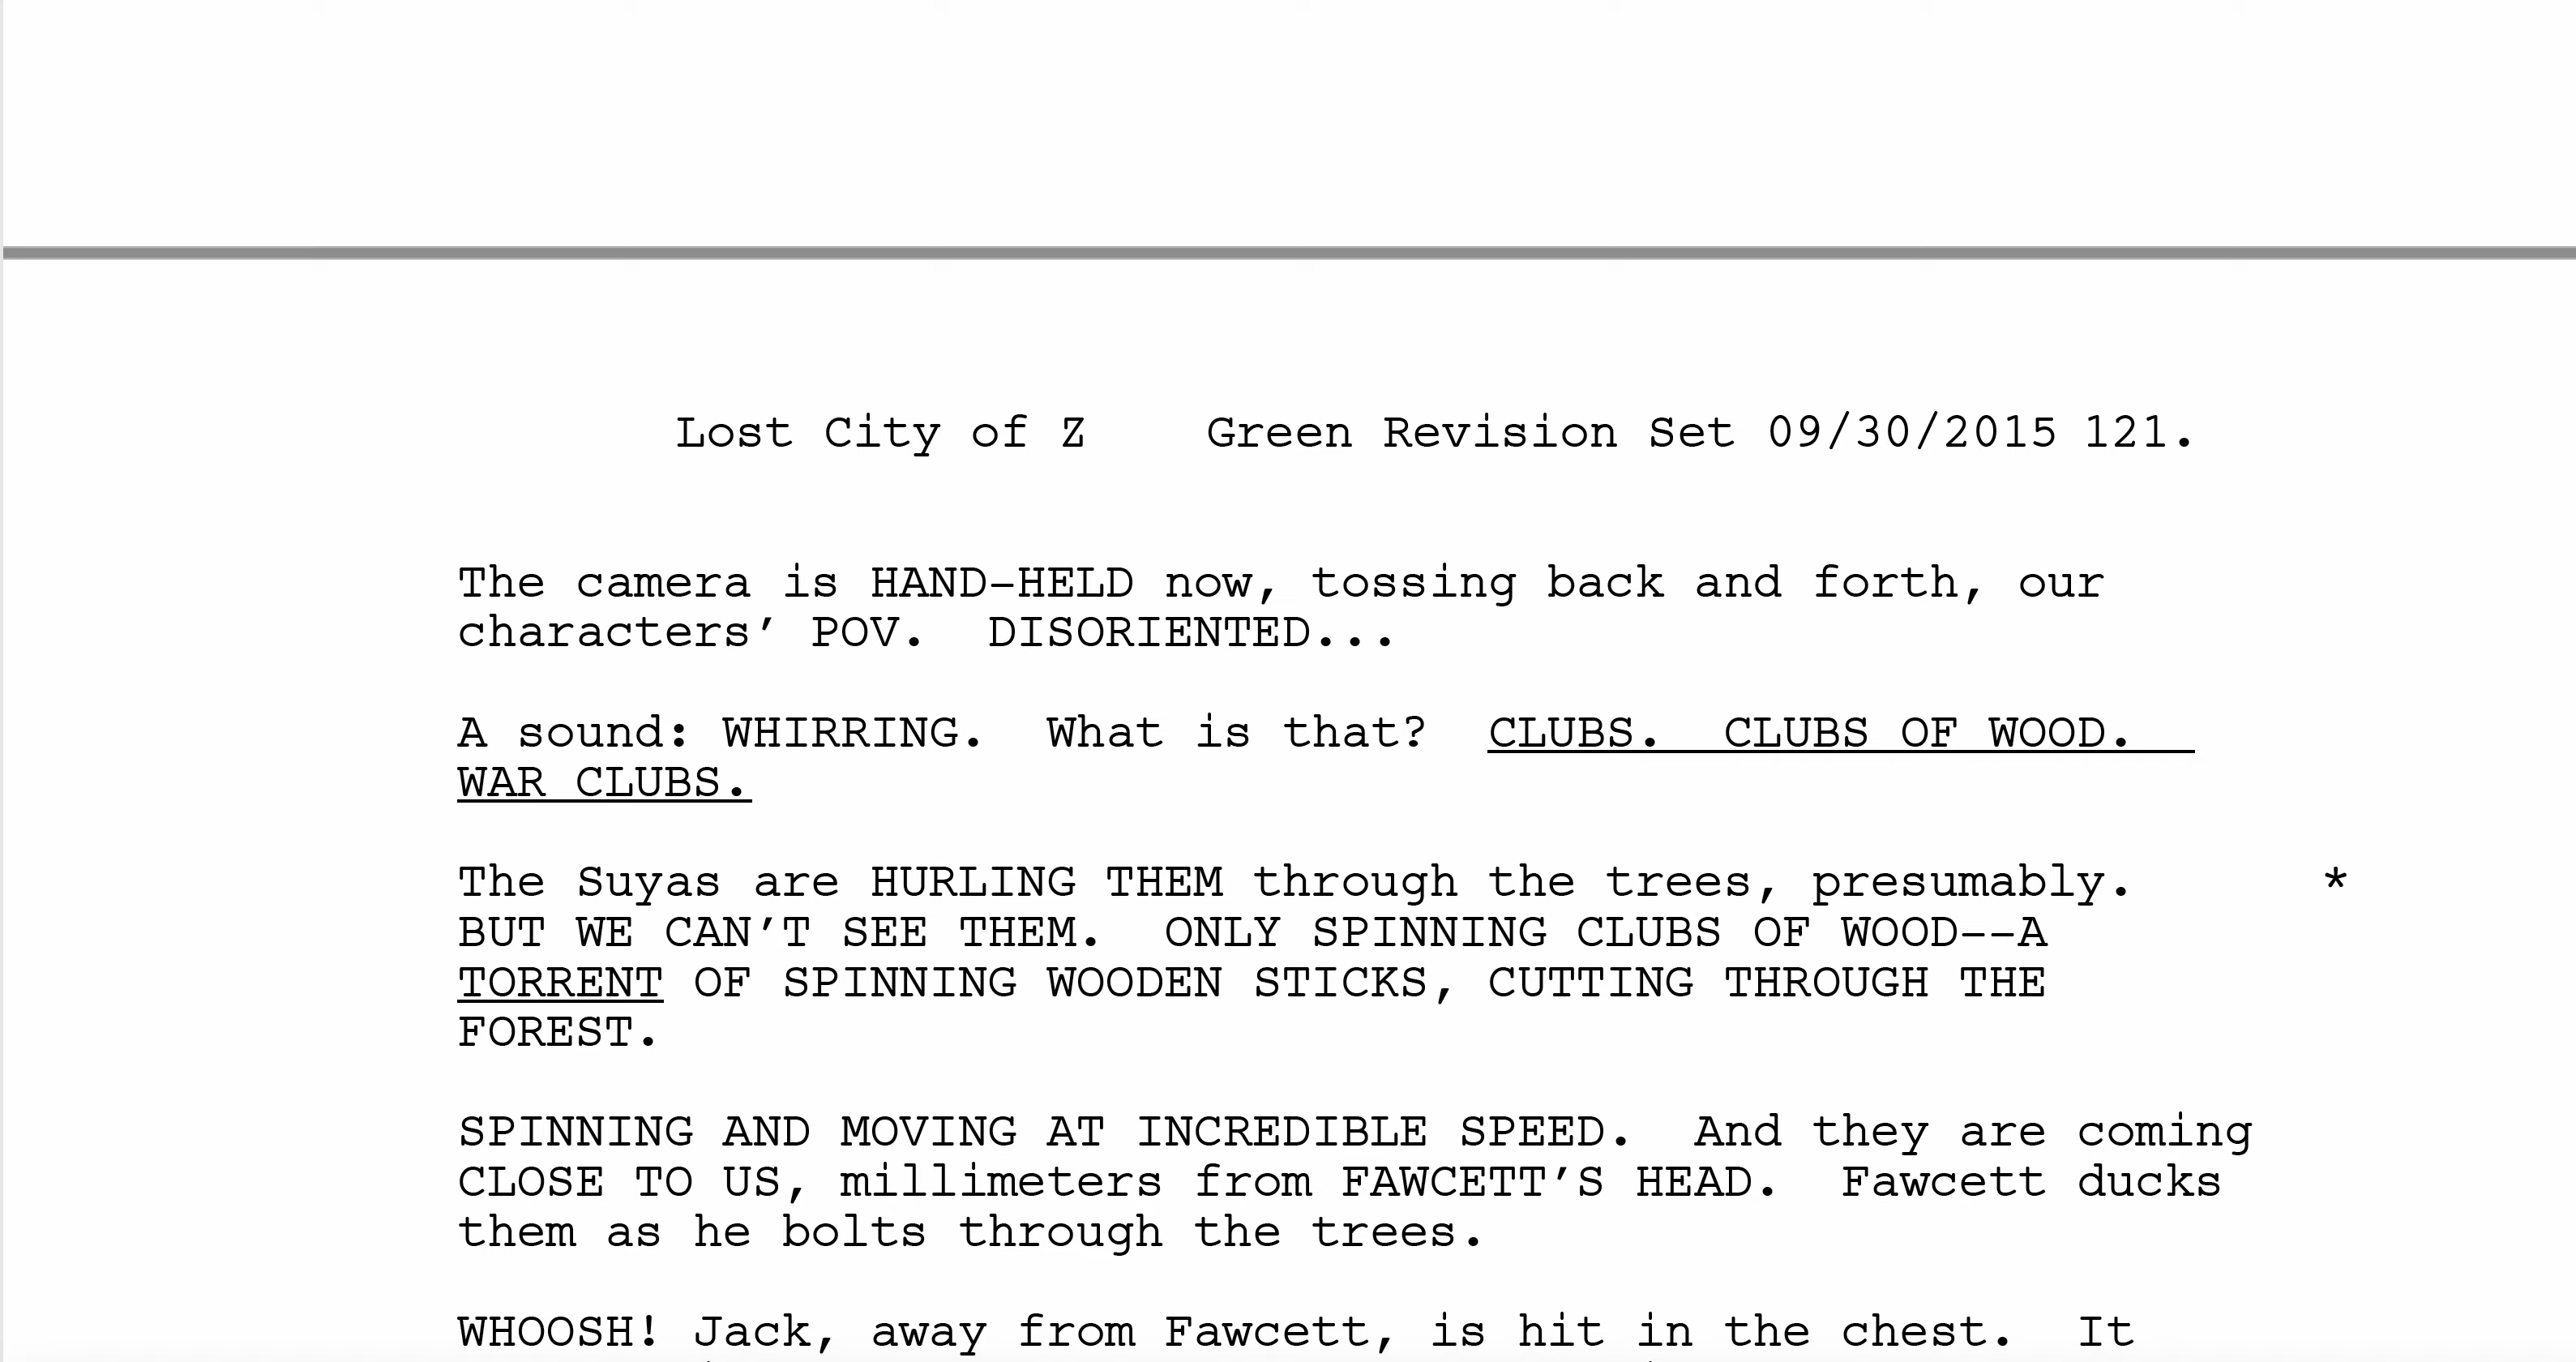 Lost City of Z    Green Revision Set 09/30/2015 121.
The camera is HAND-HELD now, tossing back and forth, our
characters’ POV.  DISORIENTED...
A sound: WHIRRING.  What is that?  CLUBS.  CLUBS OF WOOD.
WAR CLUBS.
The Suyas are HURLING THEM through the trees, presumably.    *
BUT WE CAN’T SEE THEM.  ONLY SPINNING CLUBS OF WOOD--A
TORRENT OF SPINNING WOODEN STICKS, CUTTING THROUGH THE
FOREST.
SPINNING AND MOVING AT INCREDIBLE SPEED.  And they are coming
CLOSE TO US, millimeters from FAWCETT’S HEAD.  Fawcett ducks
them as he bolts through the trees.
WHOOSH! Jack, away from Fawcett, is hit in the chest.  It